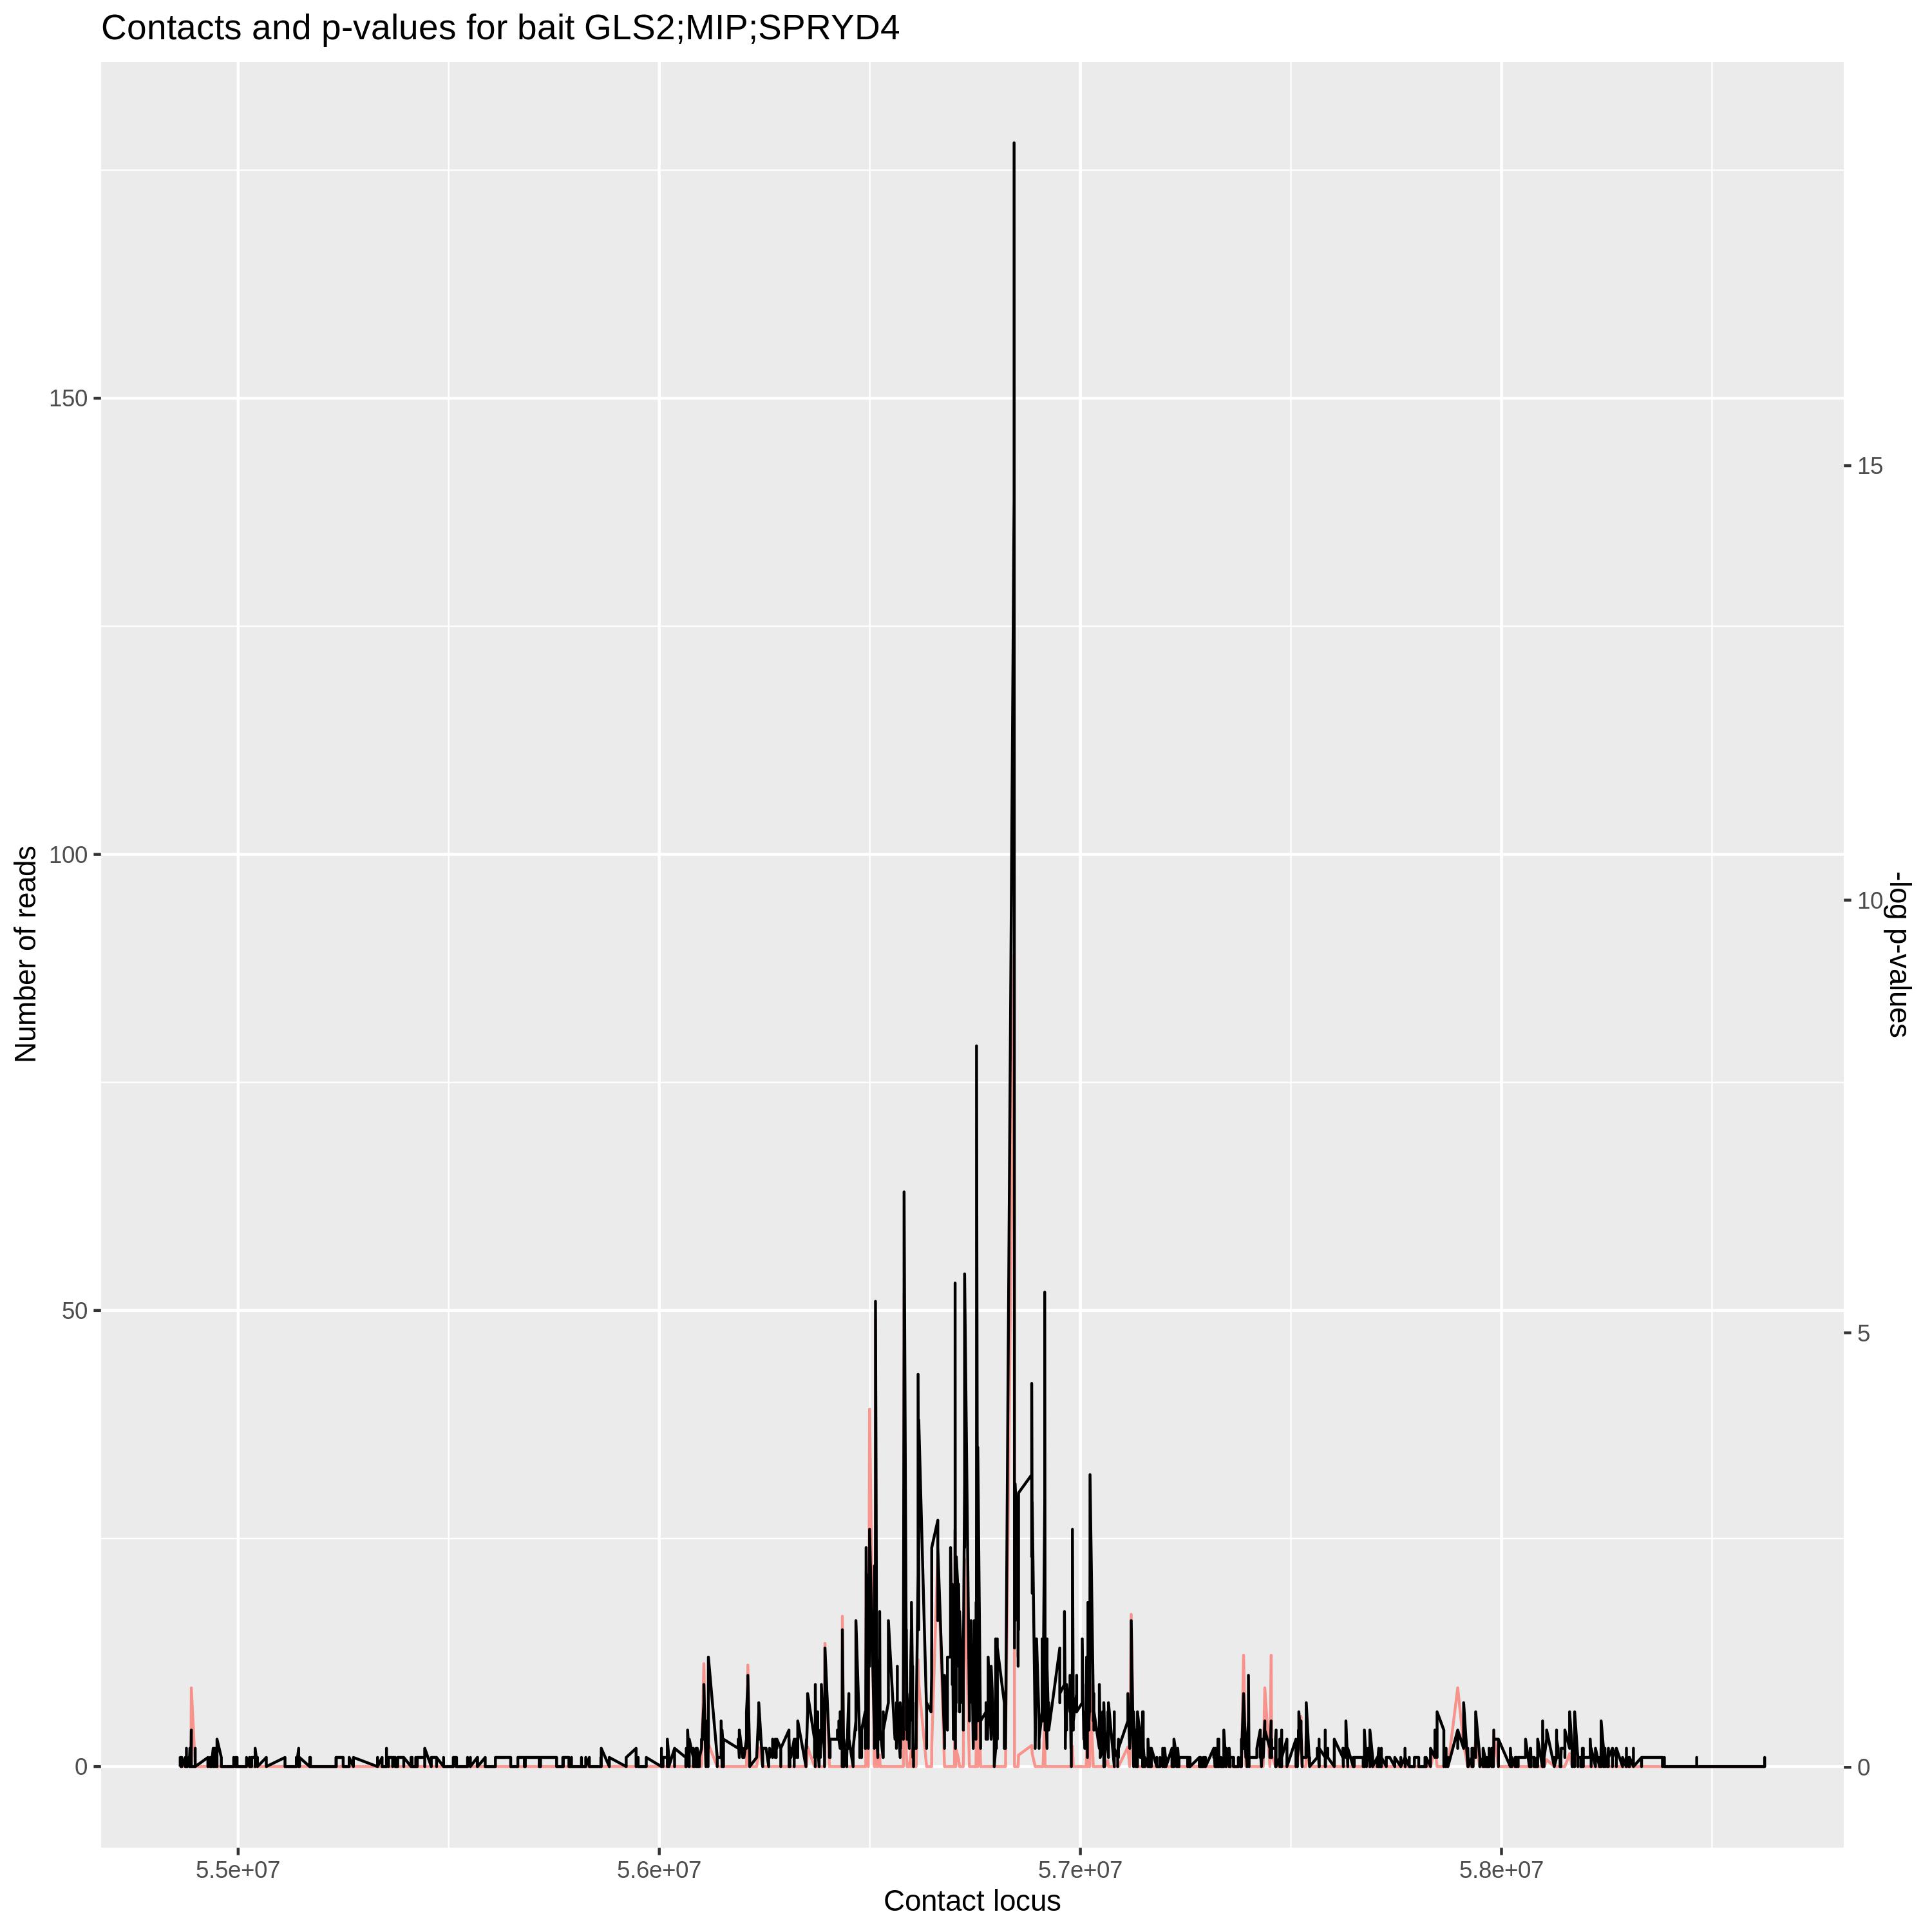 Contacts and p-values for bait GLS2;MIP;SPRYD4
Number of reads
150
100
50
0
15
10
5
0
-log p-values
5.5e+07 5.6e+07 5.7e+07 5.8e+07
Contact locus